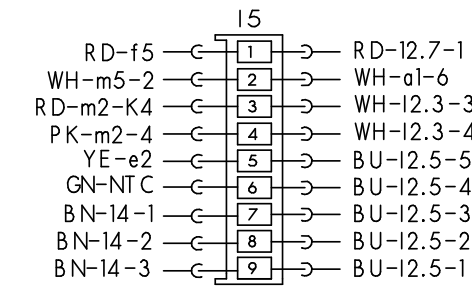 I5
RD-f5 1 RD-12.7-1
WH-m5-2 2 WH-a1-6
RD-m2-K4 3 WH-12.3-3
PK-m2-4 4 WH-12.3-4
YE-e2 5 BU-12.5-5
GN-NTC 6 BU-12.5-4
BN-14-1 7 BU-12.5-3
BN-14-2 8 BU-12.5-2
BN-14-3 9 BU-12.5-1